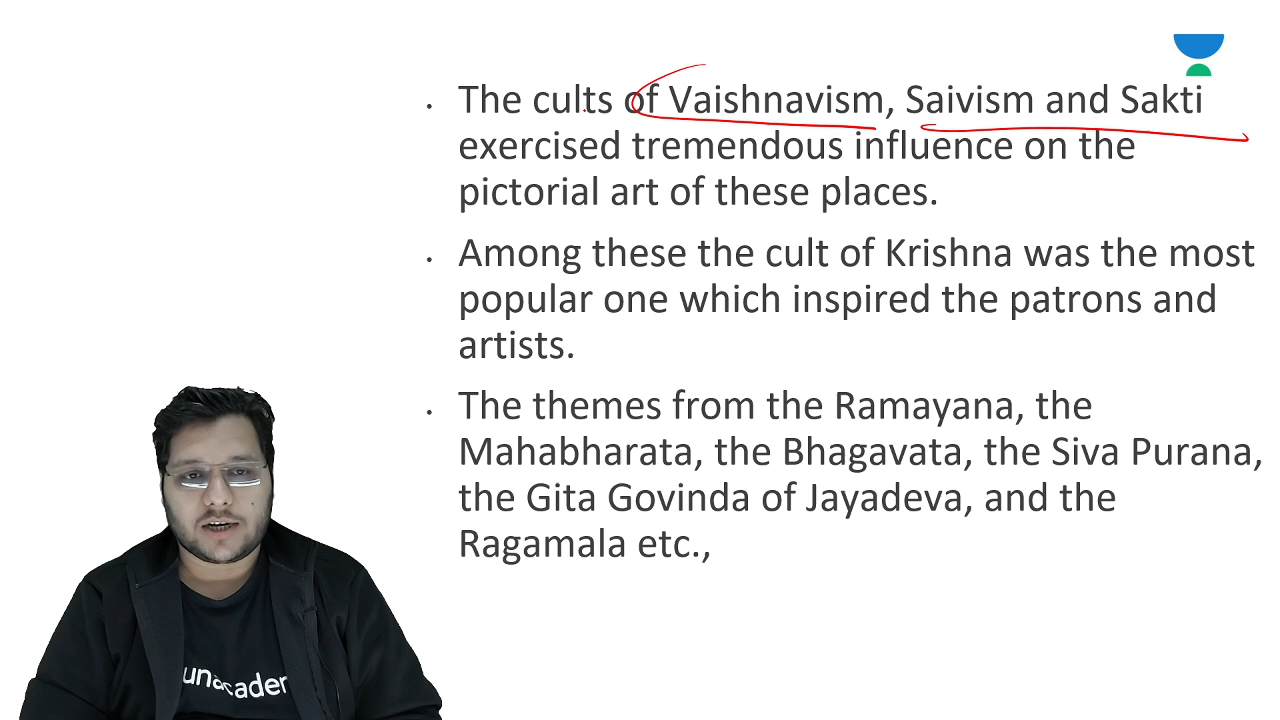 The cults of Vaishnavism, Saivism and Sakti
exercised tremendous influence on the
pictorial art of these places.
Among these the cult of Krishna was the most
popular one which inspired the patrons and
artists.
The themes from the Ramayana, the
Mahabharata, the Bhagavata, the Siva Purana,
the Gita Govinda of Jayadeva, and the
Ragamala etc.,
unacader